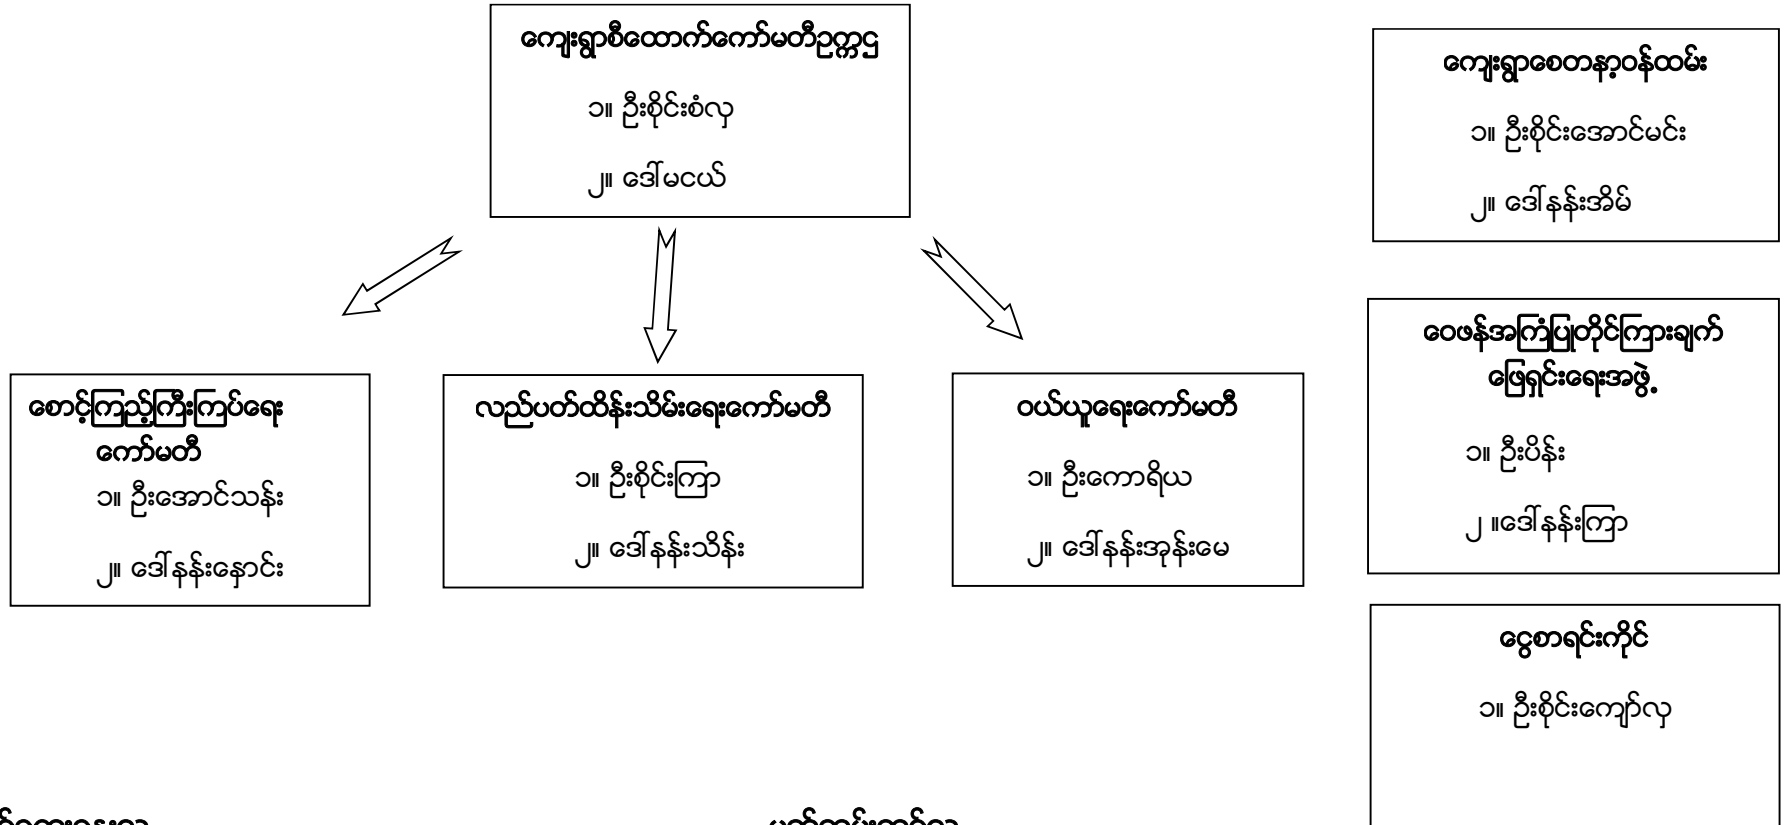 ကျေးရွာစီထောက်ကော်မတီဥက္ကဌ
၁။ ဦးစိုင်းစံလှ
၂။ ဒေါ်မငယ်
ကျေးရွာစေတနာ့ဝန်ထမ်း
၁။ ဦးစိုင်းအောင်မင်း
၂။ ဒေါ်နန်းအိမ်
စောင့်ကြည့်ကြီးကြပ်ရေး
ကော်မတီ
၁။ ဦးအောင်သန်း
၂။ ဒေါ်နန်းနှောင်း
လည်ပတ်ထိန်းသိမ်းရေးကော်မတီ
၁။ ဦးစိုင်းကြာ
၂။ ဒေါ်နန်းသိန်း
ဝယ်ယူရေးကော်မတီ
၁။ ဦးကောရိယ
၂။ ဒေါ်နန်းအုန်းမေ
ဝေဖန်အကြံပြုတိုင်ကြားချက်
ဖြေရှင်းရေးအဖွဲ့
၁။ ဦးပိန်း
၂ ။ဒေါ်နန်းကြာ
ငွေစာရင်းကိုင်
၁။ ဦးစိုင်းကျော်လှ